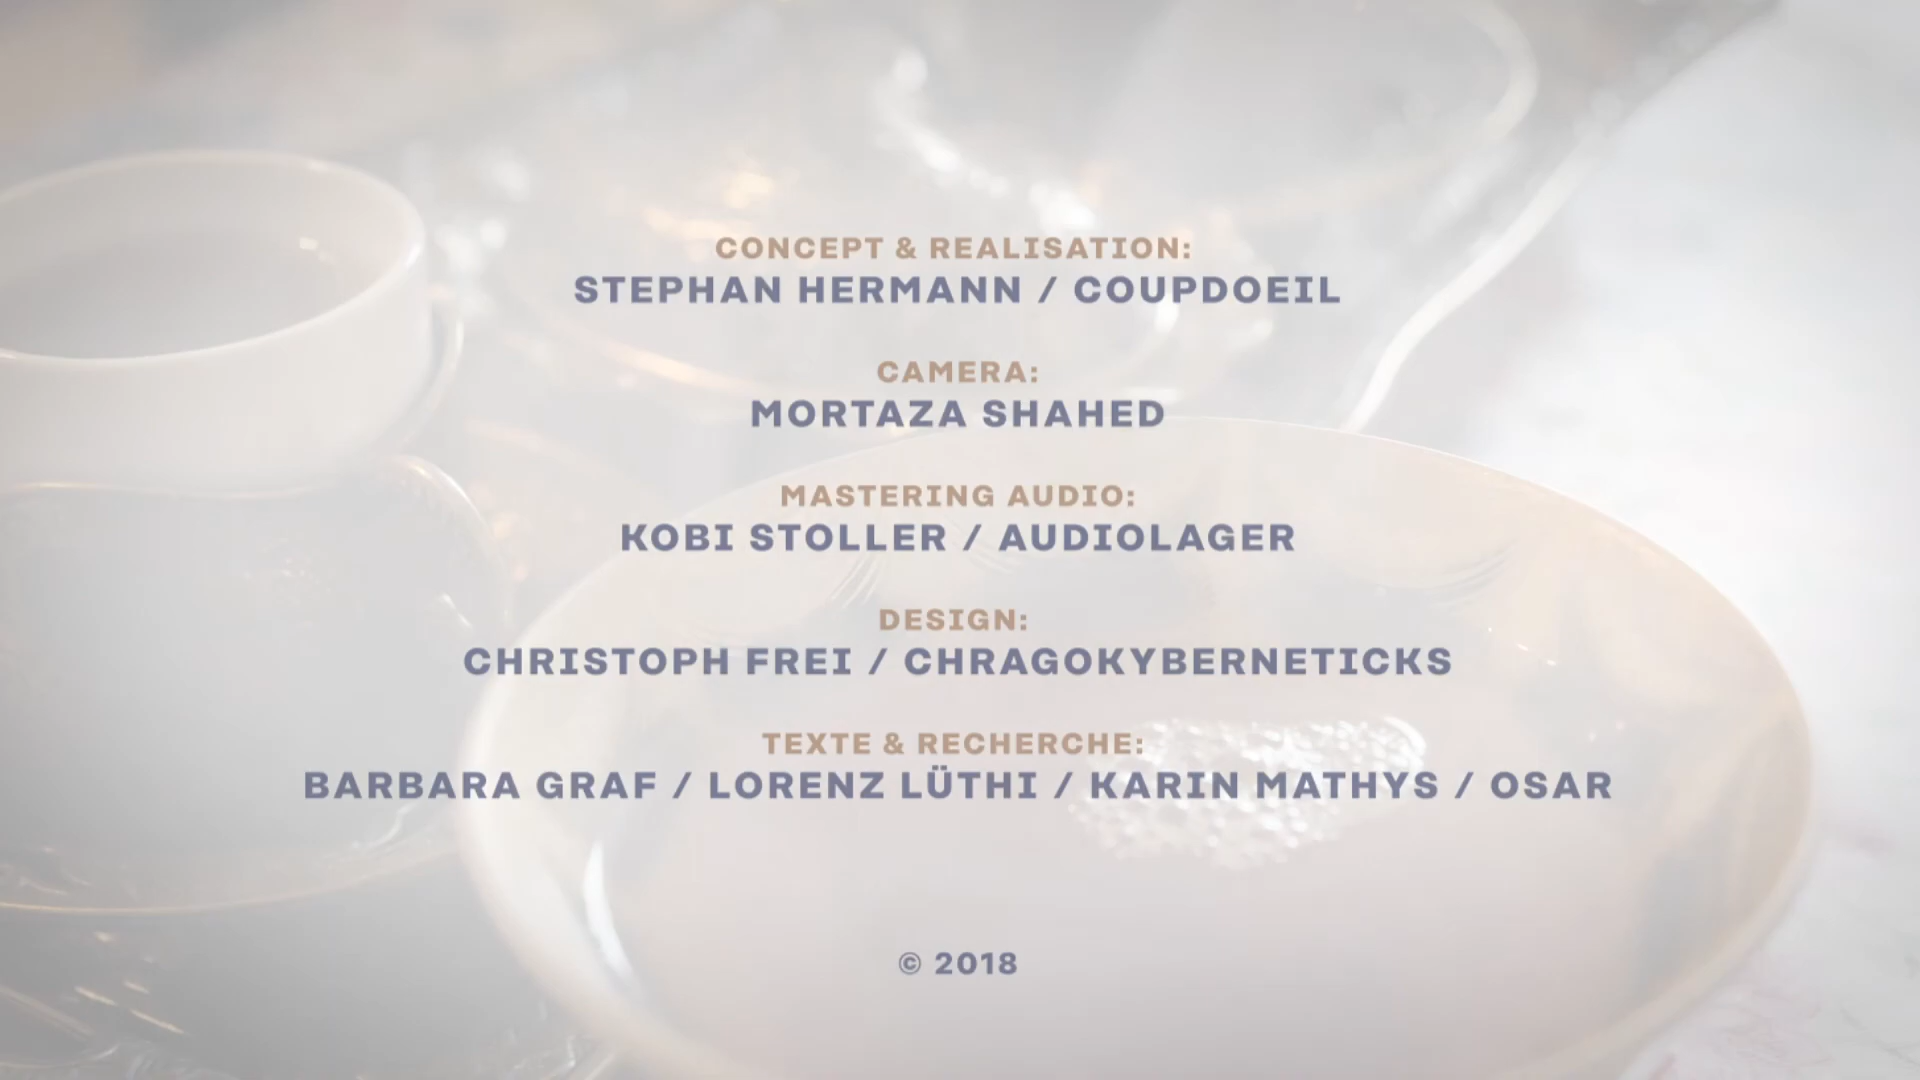 CONCEPT & REALISATION:
STEPHAN HERMANN / COUPDOEIL
CAMERA:
MORTAZA SHAHED
MASTERING AUDIO:
KOBI STOLLER / AUDIOLAGER
DESIGN:
CHRISTOPH FREI / CHRAGOKYBERNETICKS
TEXTE & RECHERCHE:
BARBARA GRAF / LORENZ LÜTHI / KARIN MATHYS / OSAR
© 2018